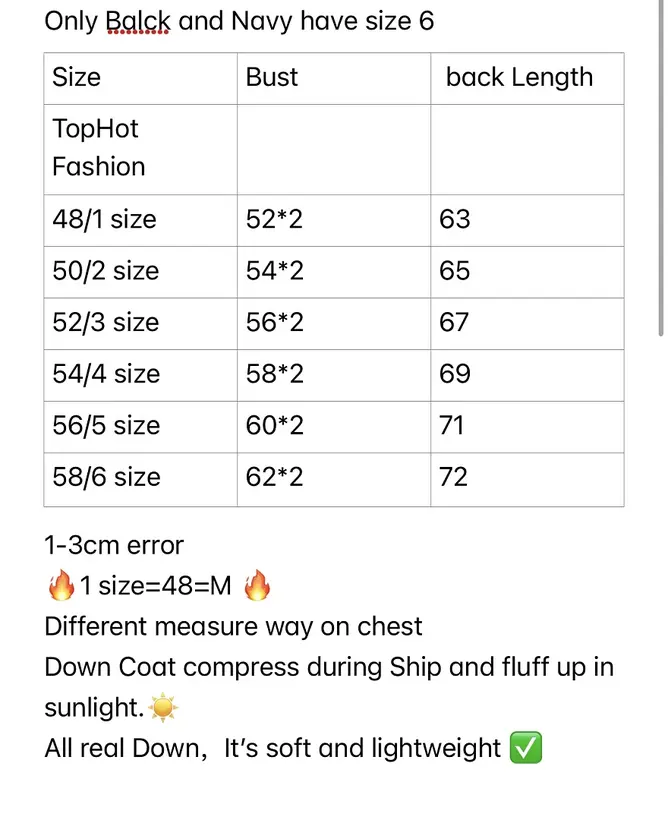 Only Balck and Navy have size 6
Size Bust back Length
TopHot
Fashion
48/1 size 52*2 63
50/2 size 54*2 65
52/3 size 56*2 67
54/4 size 58*2 69
56/5 size 60*2 71
58/6 size 62*2 72
1-3cm error
🔥1 size=48=M 🔥
Different measure way on chest
Down Coat compress during Ship and fluff up in
sunlight.☀️
All real Down，It's soft and lightweight ✅